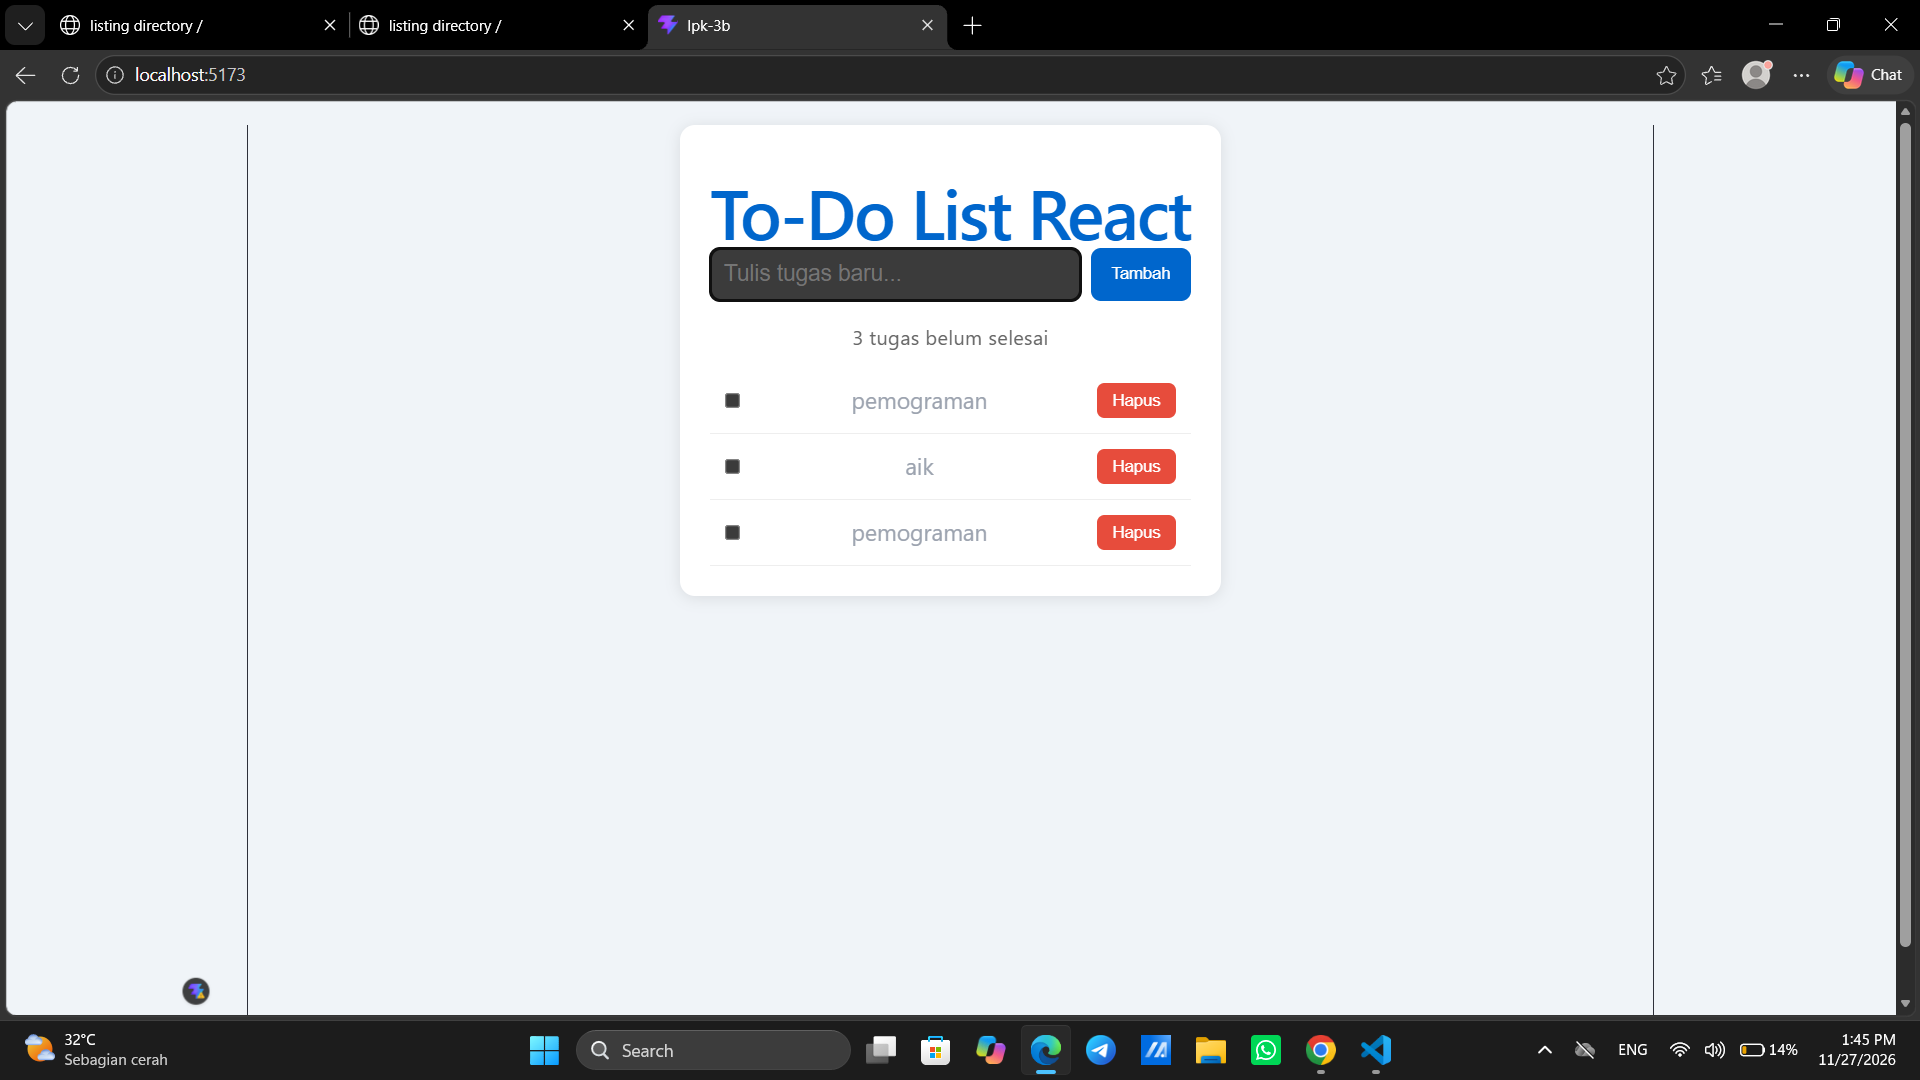 listing directory /
listing directory /
lpk-3b
localhost:5173
Chat
To-Do List React
Tulis tugas baru...
Tambah
3 tugas belum selesai
pemograman
Hapus
aik
Hapus
pemograman
Hapus
32°C
Sebagian cerah
Search
ENG
14%
1:45 PM
11/27/2026